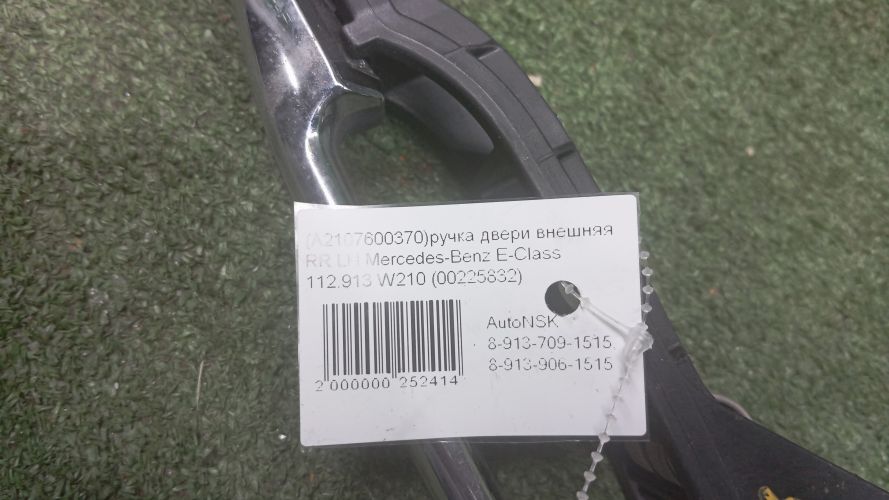 (A2107600370)ручка двери внешняя
RR LH Mercedes-Benz E-Class
112.913 W210 (00225832)
AutoNSK
8-913-709-1515
8-913-906-1515
2 000000 252414